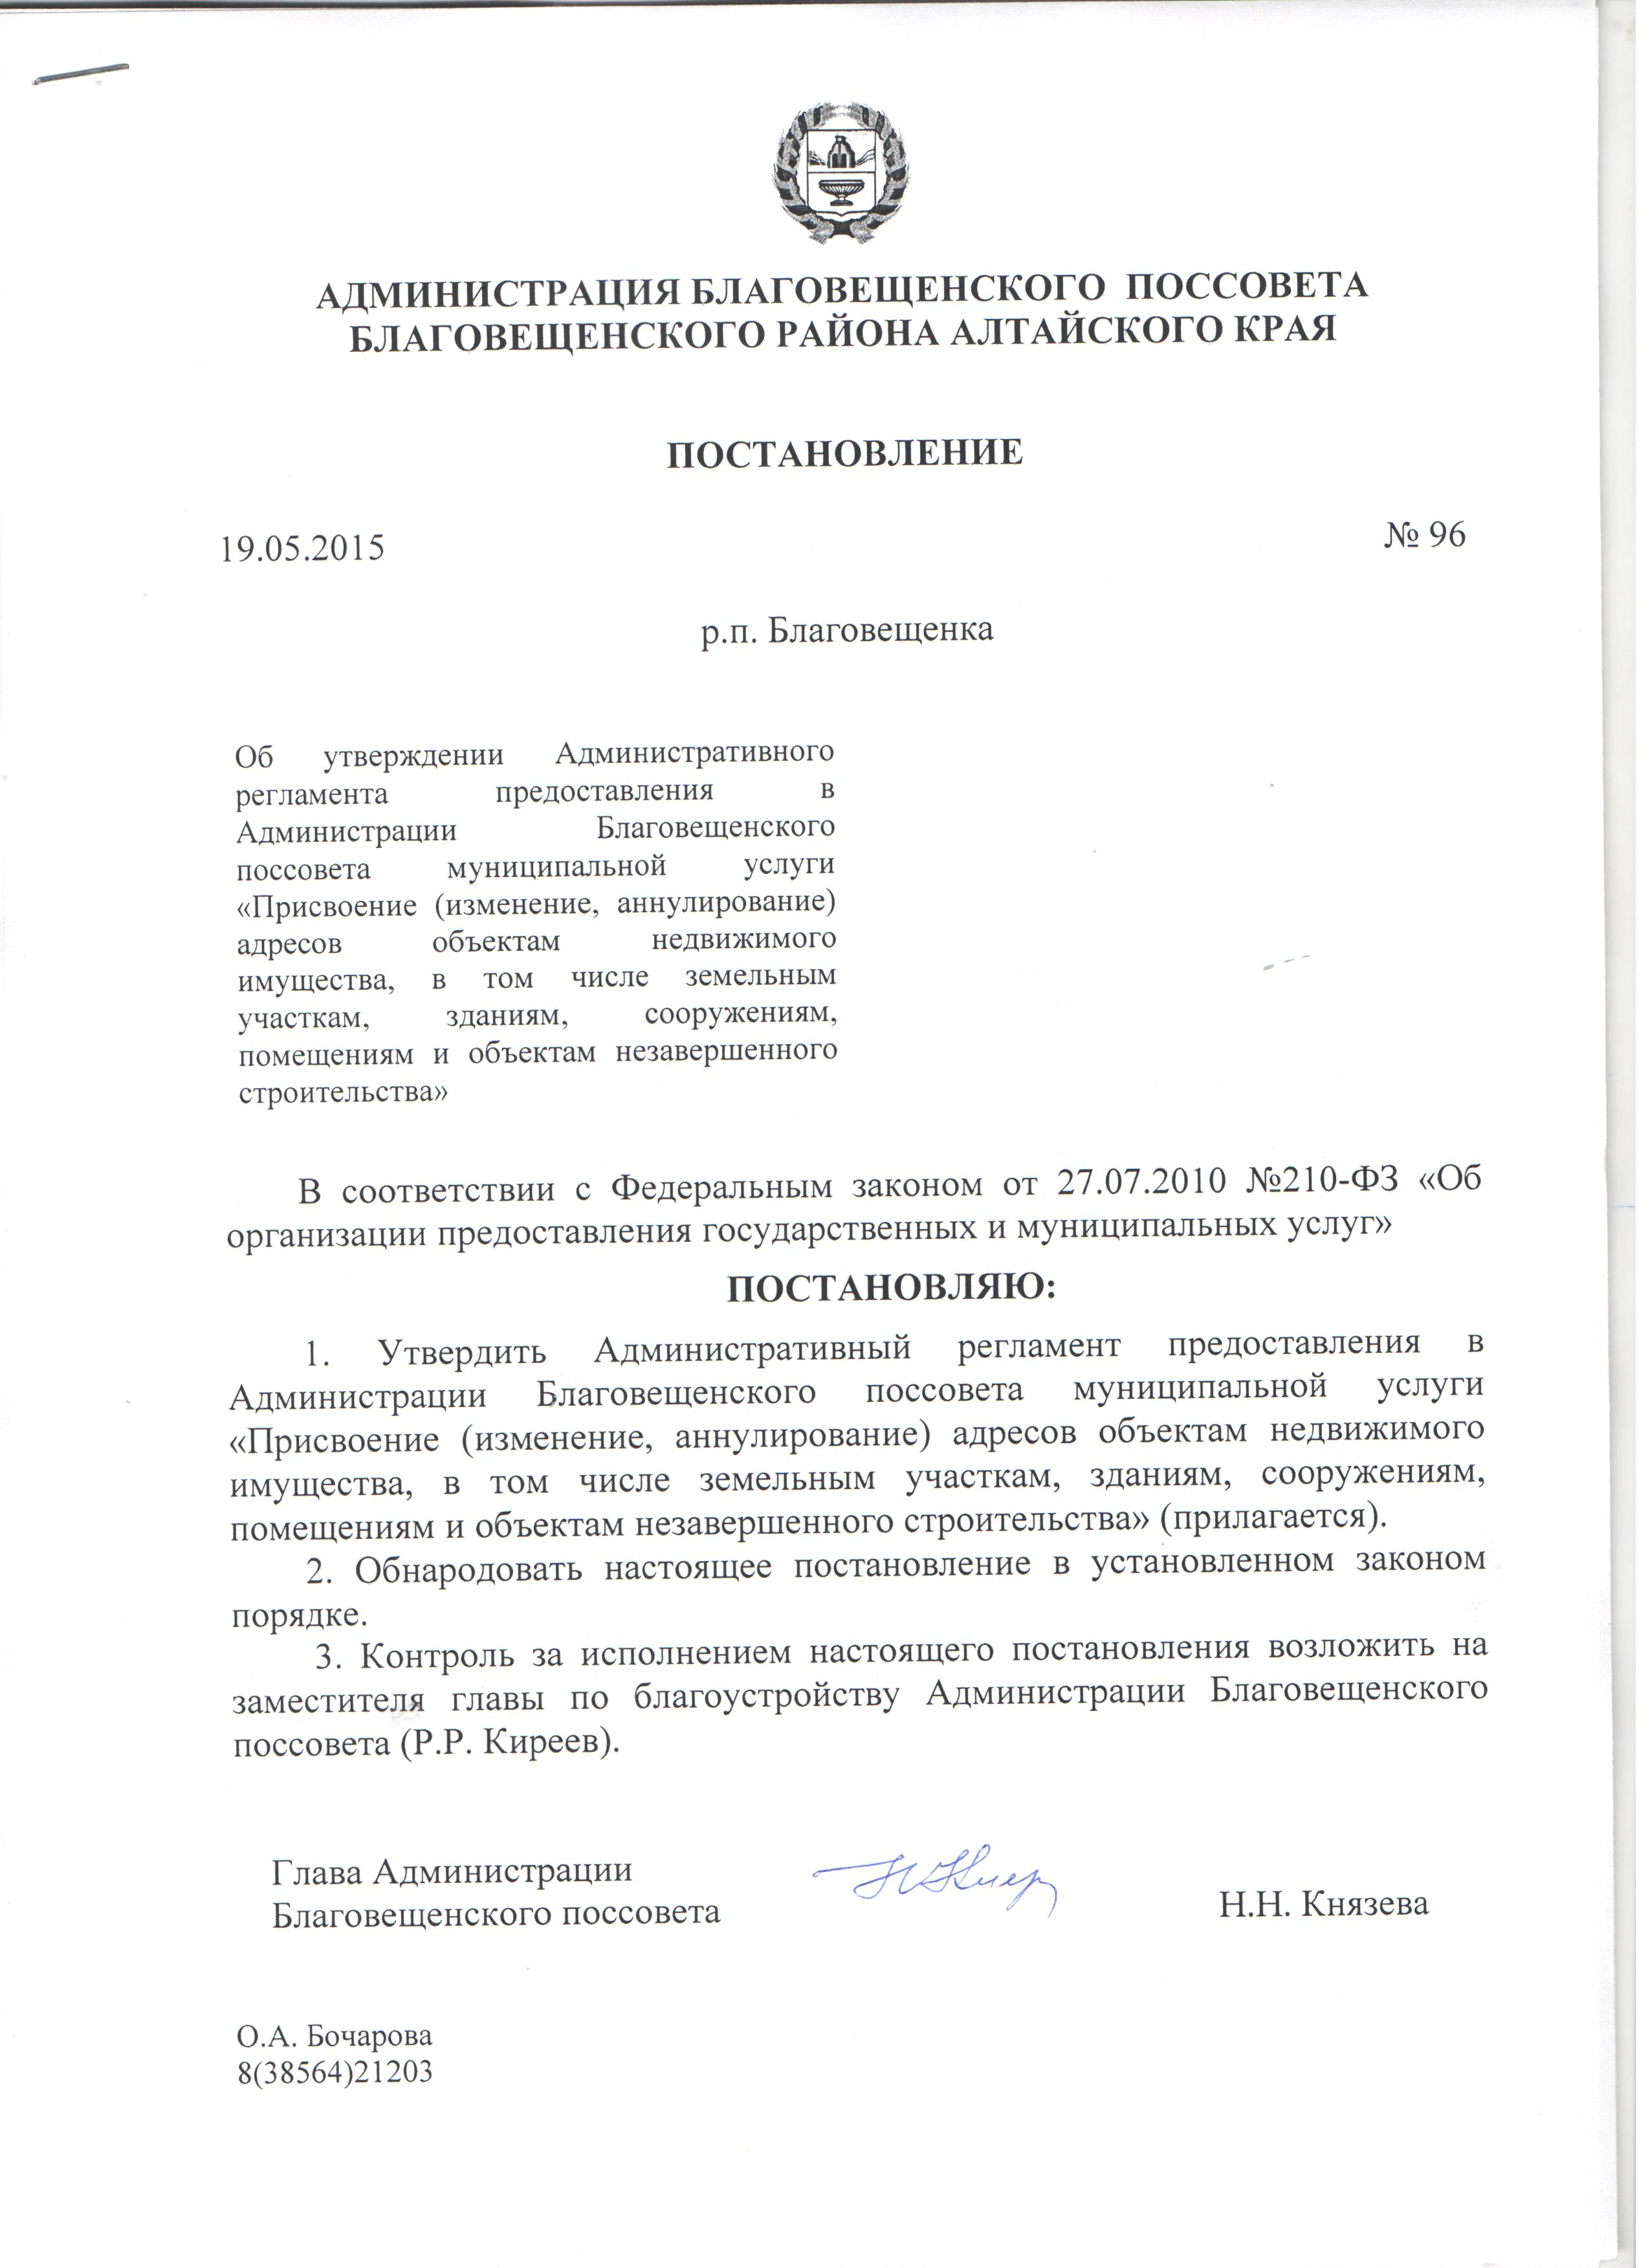 АДМИНИСТРАЦИЯ БЛАГОВЕЩЕНСКОГО ПОССОВЕТА
БЛАГОВЕЩЕНСКОГО РАЙОНА АЛТАЙСКОГО КРАЯ
ПОСТАНОВЛЕНИЕ
19.05.2015 № 96
р.п. Благовещенка
Об утверждении Административного
регламента предоставления в
Администрации Благовещенского
поссовета муниципальной услуги
«Присвоение (изменение, аннулирование)
адресов объектам недвижимого
имущества, в том числе земельным
участкам, зданиям, сооружениям,
помещениям и объектам незавершенного
строительства»
В соответствии с Федеральным законом от 27.07.2010 №210-ФЗ «Об
организации предоставления государственных и муниципальных услуг»
ПОСТАНОВЛЯЮ:
1. Утвердить Административный регламент предоставления в
Администрации Благовещенского поссовета муниципальной услуги
«Присвоение (изменение, аннулирование) адресов объектам недвижимого
имущества, в том числе земельным участкам, зданиям, сооружениям,
помещениям и объектам незавершенного строительства» (прилагается).
2. Обнародовать настоящее постановление в установленном законом
порядке.
3. Контроль за исполнением настоящего постановления возложить на
заместителя главы по благоустройству Администрации Благовещенского
поссовета (Р.Р. Киреев).
Глава Администрации
Благовещенского поссовета Н.Н. Князева
О.А. Бочарова
8(38564)21203